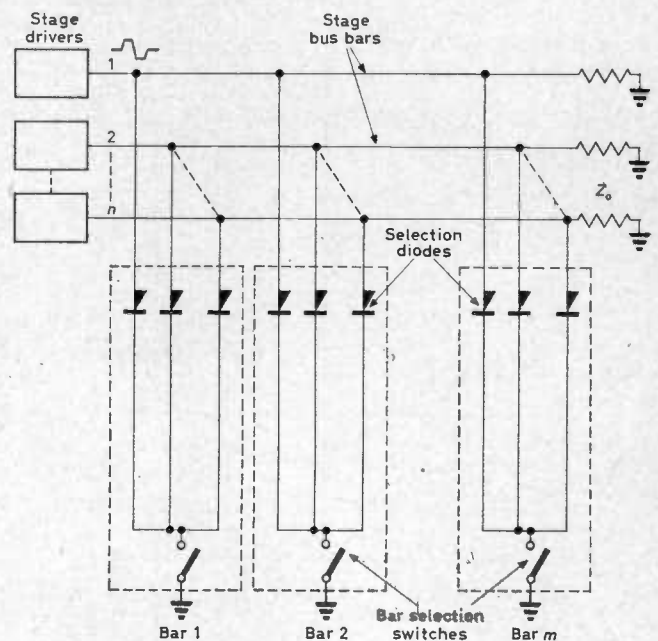 Stage
drivers
Stage
bus bars
1
2
n
Z₀
Selection
diodes
Bar selection
switches
Bar 1
Bar 2
Bar m